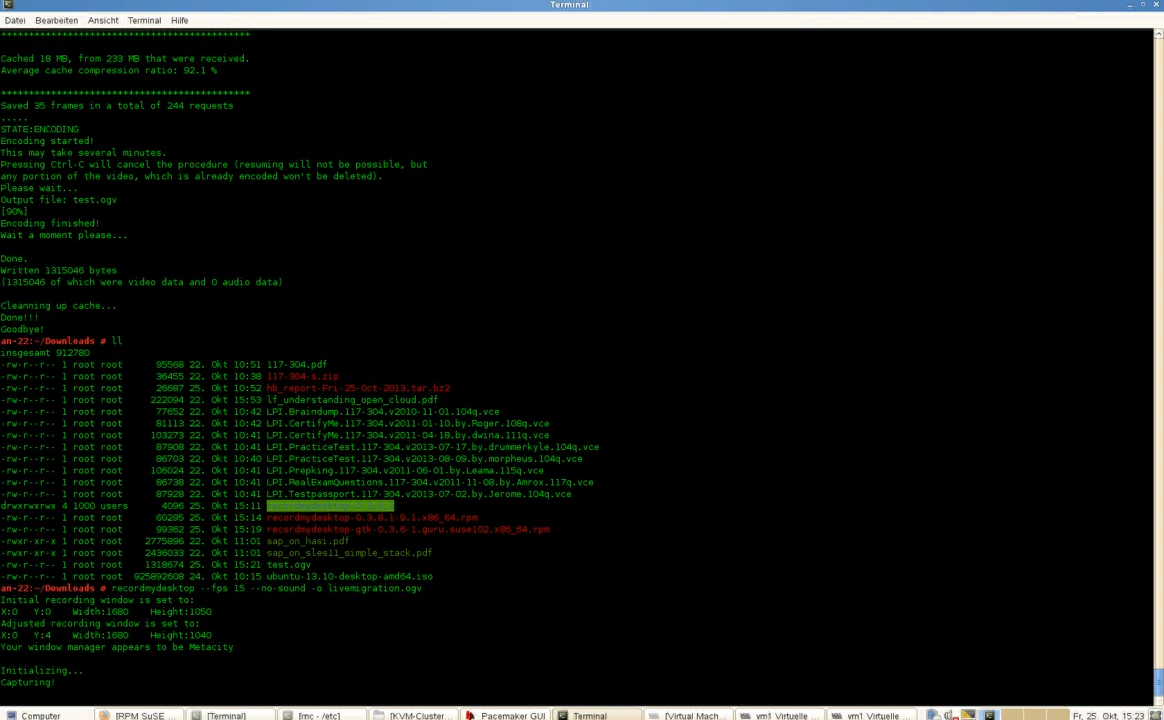 Terminal
Datei Bearbeiten Ansicht Terminal Hilfe
*********************************************
Cached 18 MB, from 233 MB that were received.
Average cache compression ratio: 92.1 %
*********************************************
Saved 35 frames in a total of 244 requests
.....
STATE:ENCODING
Encoding started!
This may take several minutes.
Pressing Ctrl-C will cancel the procedure (resuming will not be possible, but
any portion of the video, which is already encoded won't be deleted).
Please wait...
Output file: test.ogv
[90%]
Encoding finished!
Wait a moment please...
Done.
Written 1315046 bytes
(1315046 of which were video data and 0 audio data)
Cleanning up cache...
Done!!!
Goodbye!
an-22:~/Downloads # ll
insgesamt 912780
-rw-r--r-- 1 root root 95568 22. Okt 10:51 117-304.pdf
-rw-r--r-- 1 root root 36455 22. Okt 10:38 117-304-s.zip
-rw-r--r-- 1 root root 26687 25. Okt 10:52 hb_report-Fri-25-Oct-2013.tar.bz2
-rw-r--r-- 1 root root 222094 22. Okt 15:53 lf_understanding_open_cloud.pdf
-rw-r--r-- 1 root root 77652 22. Okt 10:42 LPI.Braindump.117-304.v2010-11-01.104q.vce
-rw-r--r-- 1 root root 81113 22. Okt 10:42 LPI.CertifyMe.117-304.v2011-01-10.by.Roger.108q.vce
-rw-r--r-- 1 root root 103273 22. Okt 10:41 LPI.CertifyMe.117-304.v2011-04-18.by.dwina.111q.vce
-rw-r--r-- 1 root root 87908 22. Okt 10:41 LPI.PracticeTest.117-304.v2013-07-17.by.drummerkyle.104q.vce
-rw-r--r-- 1 root root 86703 22. Okt 10:40 LPI.PracticeTest.117-304.v2013-08-09.by.morpheus.104q.vce
-rw-r--r-- 1 root root 106024 22. Okt 10:41 LPI.Prepking.117-304.v2011-06-01.by.Leama.115q.vce
-rw-r--r-- 1 root root 86738 22. Okt 10:41 LPI.RealExamQuestions.117-304.v2011-11-08.by.Amrox.117q.vce
-rw-r--r-- 1 root root 87928 22. Okt 10:41 LPI.Testpassport.117-304.v2013-07-02.by.Jerome.104q.vce
drwxrwxrwx 4 1000 users 4096 25. Okt 15:11
-rw-r--r-- 1 root root 60295 25. Okt 15:14 recordmydesktop-0.3.8.1-9.1.x86_64.rpm
-rw-r--r-- 1 root root 99362 25. Okt 15:19 recordmydesktop-gtk-0.3.6-1.guru.suse102.x86_64.rpm
-rwxr-xr-x 1 root root 2775896 22. Okt 11:01 sap_on_hasi.pdf
-rwxr-xr-x 1 root root 2436033 22. Okt 11:01 sap_on_sles11_simple_stack.pdf
-rw-r--r-- 1 root root 1318674 25. Okt 15:21 test.ogv
-rw-r--r-- 1 root root 925892608 24. Okt 10:15 ubuntu-13.10-desktop-amd64.iso
an-22:~/Downloads # recordmydesktop --fps 15 --no-sound -o livemigration.ogv
Initial recording window is set to:
X:0 Y:0 Width:1680 Height:1050
Adjusted recording window is set to:
X:0 Y:4 Width:1680 Height:1040
Your window manager appears to be Metacity
Initializing...
Capturing!
Computer [RPM SuSE ... [Terminal] [mc - /etc] [KVM-Cluster... Pacemaker GUI Terminal [Virtual Mach... vm1 Virtuelle ... vm1 Virtuelle ... Fr, 25. Okt, 15:23